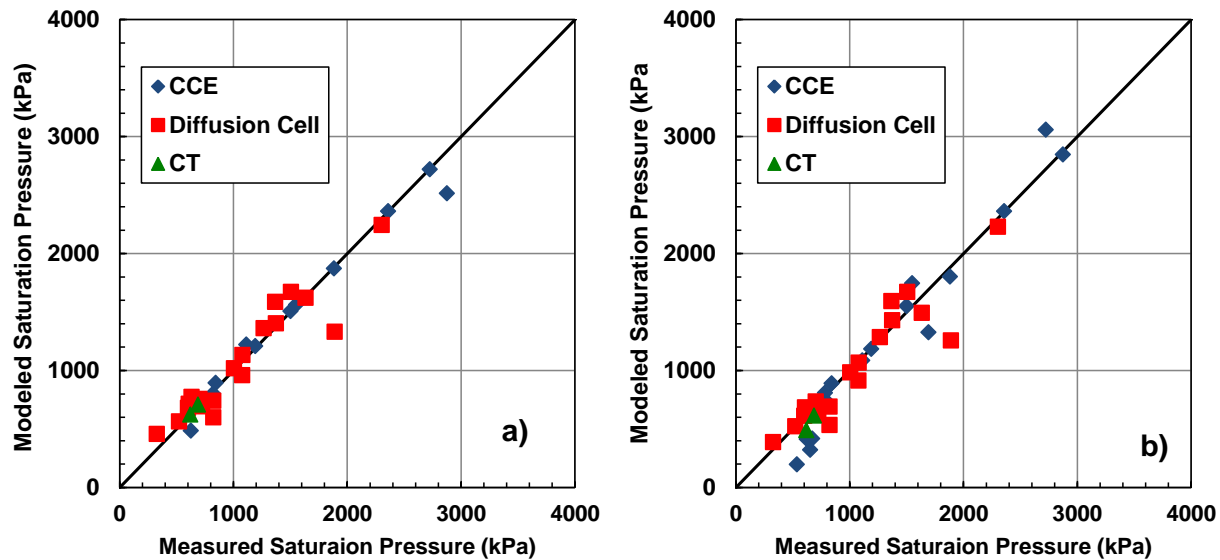 Modeled Saturation Pressure (kPa)
4000
3000
2000
1000
0
CCE
Diffusion Cell
CT
a)
0 1000 2000 3000 4000
Measured Saturaion Pressure (kPa)
Modeled Saturation Pressure (kPa
4000
3000
2000
1000
0
CCE
Diffusion Cell
CT
b)
0 1000 2000 3000 4000
Measured Saturaion Pressure (kPa)